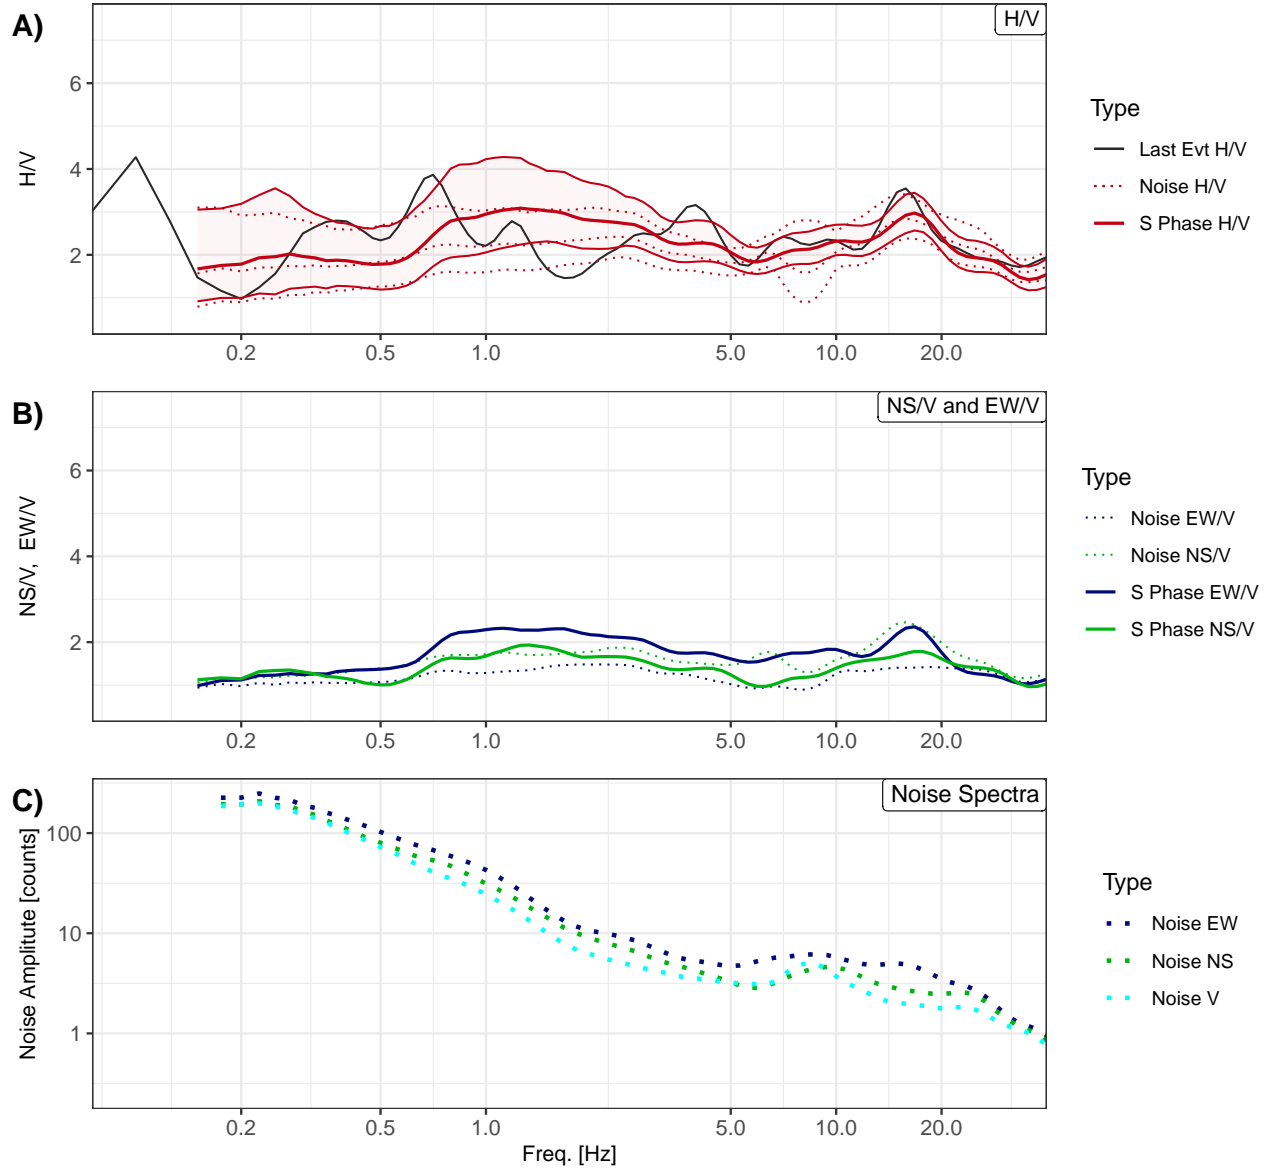 A)
H/V
6
4
2
H/V
0.2 0.5 1.0 5.0 10.0 20.0
Type
Last Evt H/V
Noise H/V
S Phase H/V
B)
NS/V and EW/V
6
4
2
NS/V, EW/V
0.2 0.5 1.0 5.0 10.0 20.0
Type
Noise EW/V
Noise NS/V
S Phase EW/V
S Phase NS/V
C)
Noise Spectra
100
10
1
Noise Amplitute [counts]
0.2 0.5 1.0 5.0 10.0 20.0
Freq. [Hz]
Type
Noise EW
Noise NS
Noise V